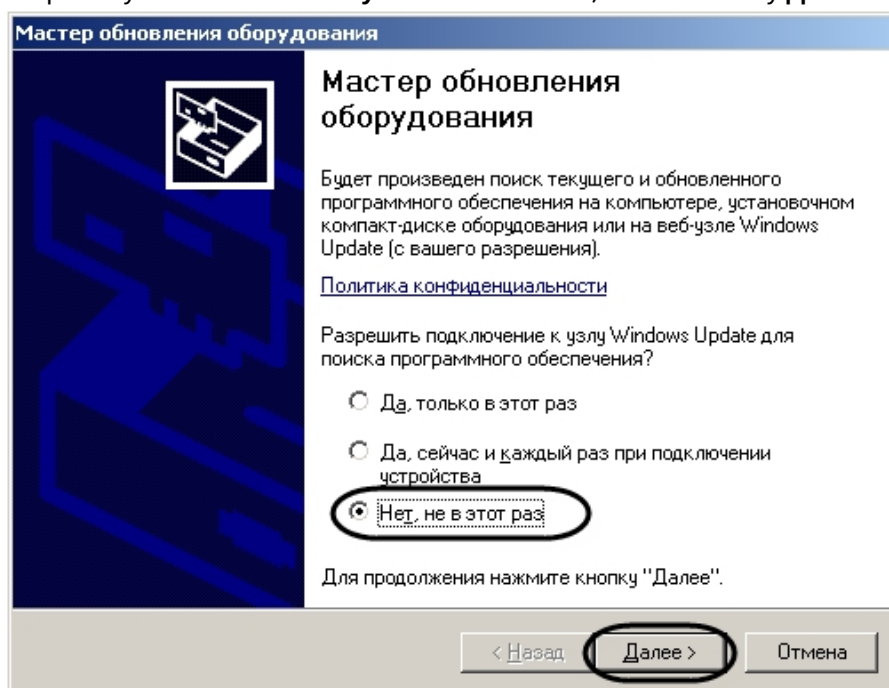 Мастер обновления оборудования
Мастер обновления
оборудования
Будет произведен поиск текущего и обновленного
программного обеспечения на компьютере, установочном
компакт-диске оборудования или на веб-узле Windows
Update (с вашего разрешения).
Политика конфиденциальности
Разрешить подключение к узлу Windows Update для
поиска программного обеспечения?
Да, только в этот раз
Да, сейчас и каждый раз при подключении
устройства
Нет, не в этот раз
Для продолжения нажмите кнопку "Далее".
< Назад Далее > Отмена